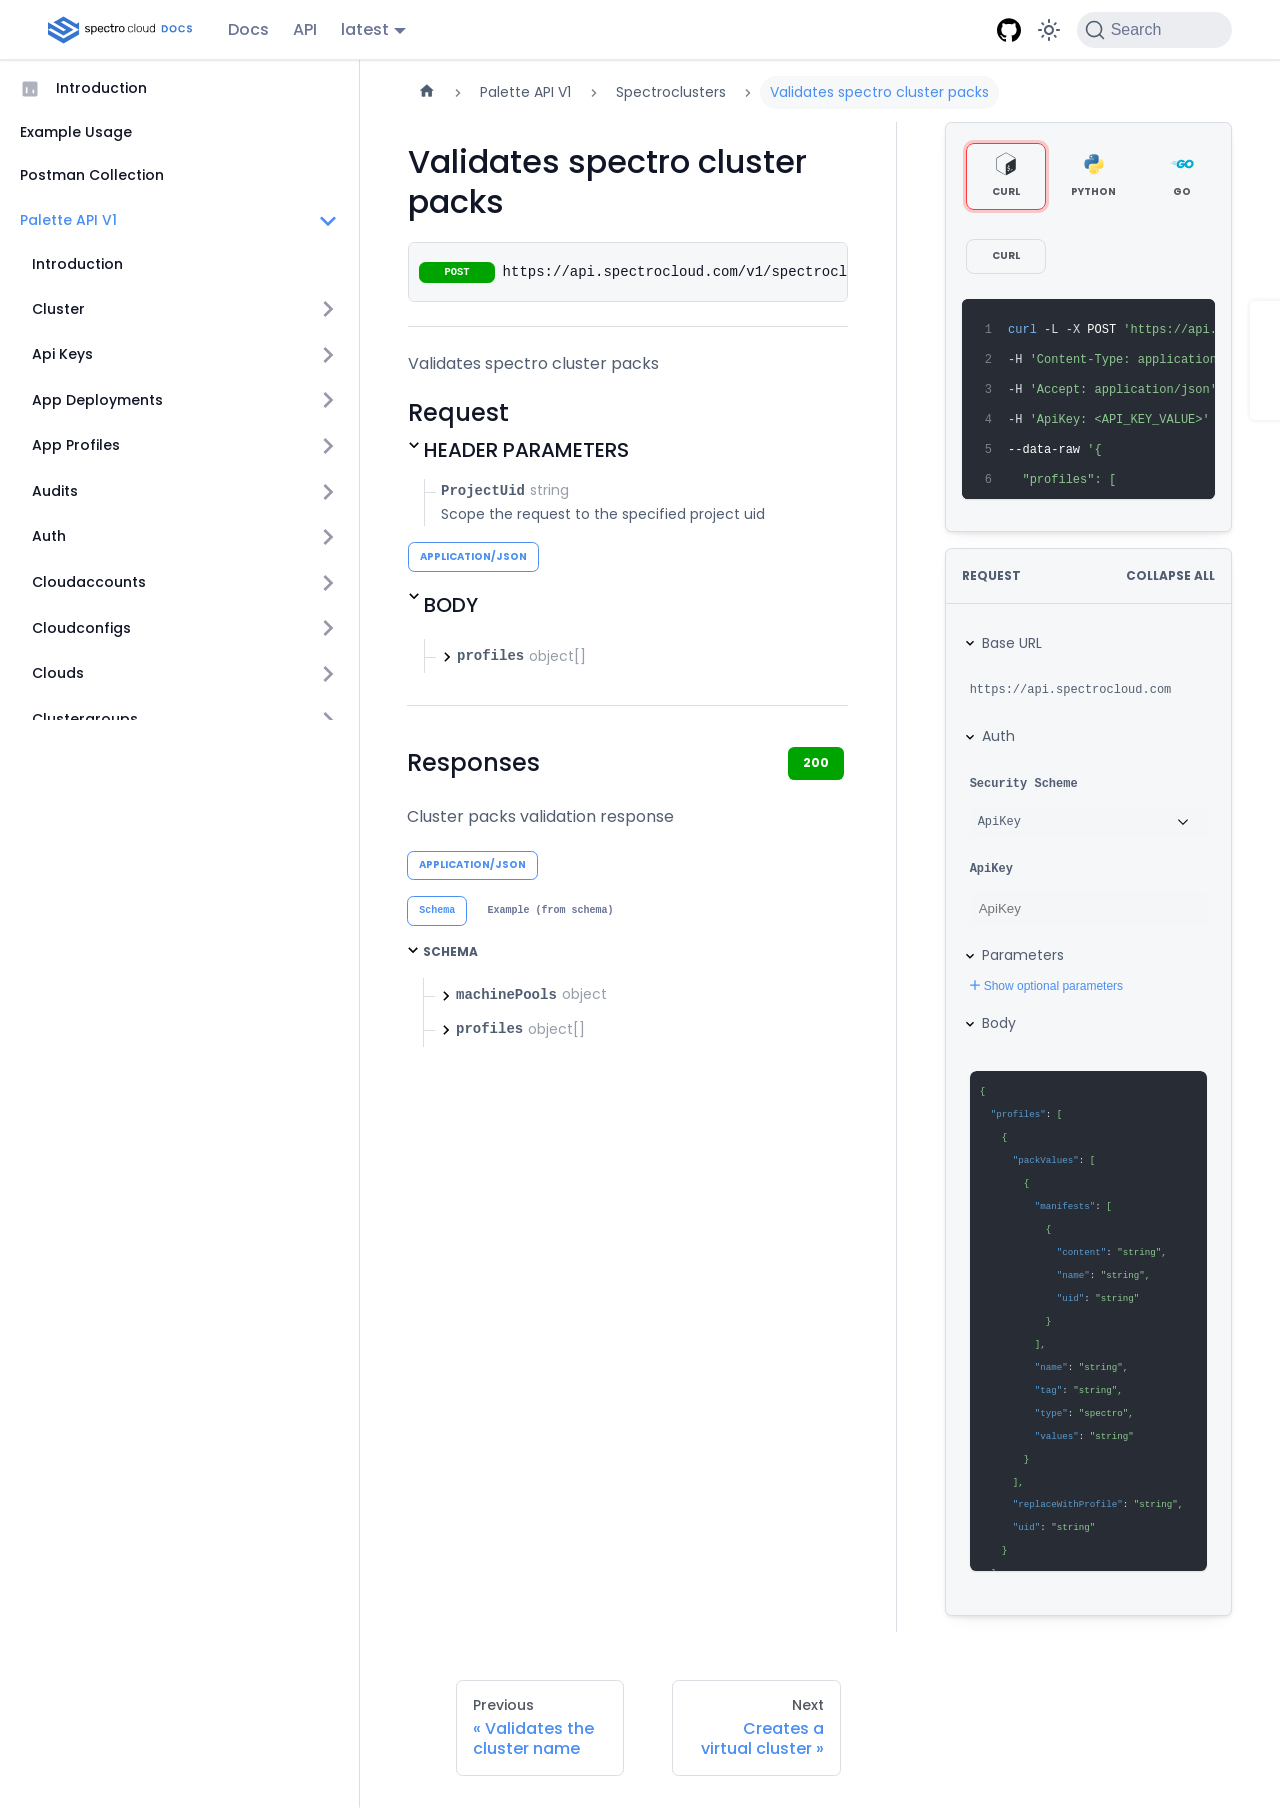 spectro cloud DOCS
Docs
API
latest
Search
Introduction
Example Usage
Postman Collection
Palette API V1
Introduction
Cluster
Api Keys
App Deployments
App Profiles
Audits
Auth
Cloudaccounts
Cloudconfigs
Clouds
Clustergroups
Palette API V1
Spectroclusters
Validates spectro cluster packs
Validates spectro cluster
packs
POST https://api.spectrocloud.com/v1/spectrocl
Validates spectro cluster packs
Request
HEADER PARAMETERS
ProjectUid string
Scope the request to the specified project uid
APPLICATION/JSON
BODY
profiles object[]
Responses
200
Cluster packs validation response
APPLICATION/JSON
Schema
Example (from schema)
SCHEMA
machinePools object
profiles object[]
CURL
PYTHON
GO
CURL
1 curl -L -X POST 'https://api.
2 -H 'Content-Type: application
3 -H 'Accept: application/json'
4 -H 'ApiKey: <API_KEY_VALUE>'
5 --data-raw '{
6 "profiles": [
REQUEST
COLLAPSE ALL
Base URL
https://api.spectrocloud.com
Auth
Security Scheme
ApiKey
ApiKey
ApiKey
Parameters
Show optional parameters
Body
{
"profiles": [
{
"packValues": [
{
"manifests": [
{
"content": "string",
"name": "string",
"uid": "string"
}
],
"name": "string",
"tag": "string",
"type": "spectro",
"values": "string"
}
],
"replaceWithProfile": "string",
"uid": "string"
}
Previous
« Validates the
cluster name
Next
Creates a
virtual cluster »